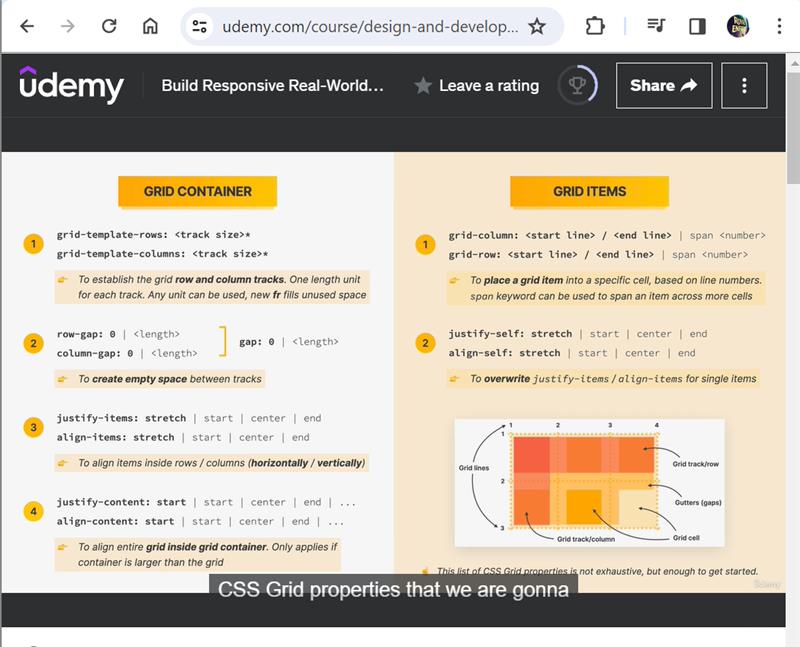 udemy.com/course/design-and-develop...
udemy
Build Responsive Real-World...
Leave a rating
Share
GRID CONTAINER
1
grid-template-rows: <track size>*
grid-template-columns: <track size>*
To establish the grid row and column tracks. One length unit
for each track. Any unit can be used, new fr fills unused space
2
row-gap: 0 | <length>
column-gap: 0 | <length>
gap: 0 | <length>
To create empty space between tracks
3
justify-items: stretch | start | center | end
align-items: stretch | start | center | end
To align items inside rows / columns (horizontally / vertically)
4
justify-content: start | start | center | end | ...
align-content: start | start | center | end | ...
To align entire grid inside grid container. Only applies if
container is larger than the grid
GRID ITEMS
1
grid-column: <start line> / <end line> | span <number>
grid-row: <start line> / <end line> | span <number>
To place a grid item into a specific cell, based on line numbers.
span keyword can be used to span an item across more cells
2
justify-self: stretch | start | center | end
align-self: stretch | start | center | end
To overwrite justify-items / align-items for single items
1 2 3 4
1
Grid lines
Grid track/row
2
Gutters (gaps)
3
Grid track/column
Grid cell
This list of CSS Grid properties is not exhaustive, but enough to get started.
CSS Grid properties that we are gonna
Udemy